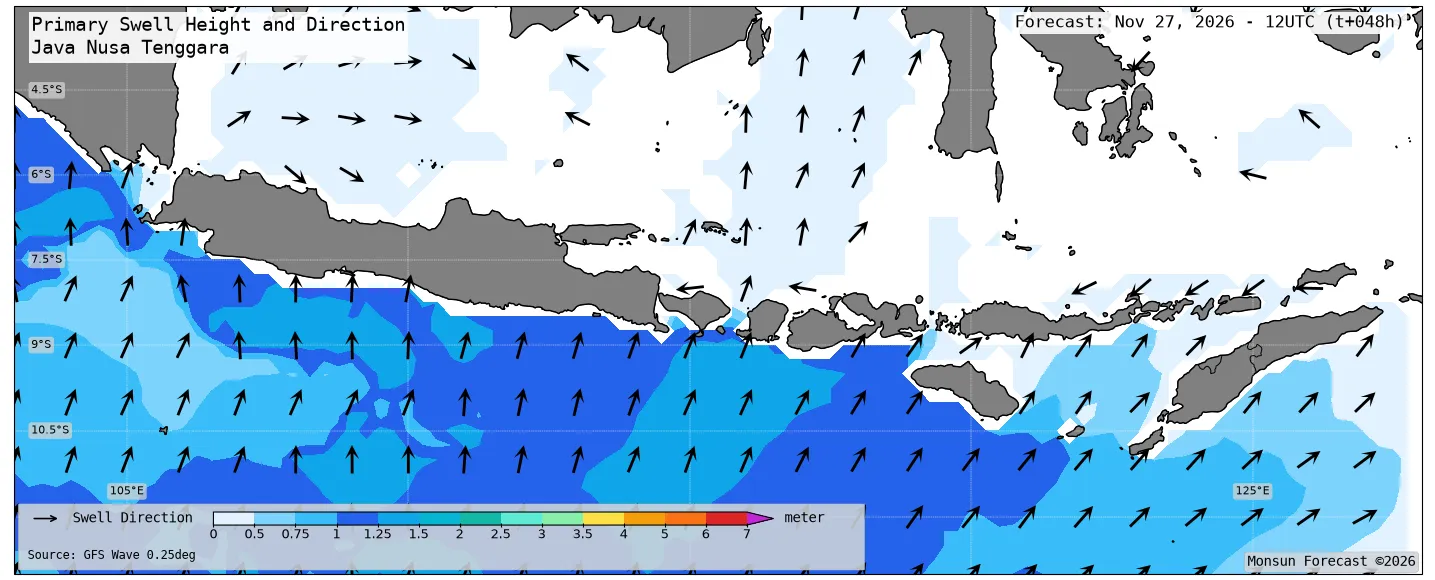 Primary Swell Height and Direction
Java Nusa Tenggara
Forecast: Nov 27, 2026 - 12UTC (t+048h)
4.5°S
6°S
7.5°S
9°S
10.5°S
105°E
125°E
Swell Direction
0 0.5 0.75 1 1.25 1.5 2 2.5 3 3.5 4 5 6 7
meter
Source: GFS Wave 0.25deg
Monsun Forecast ©2026